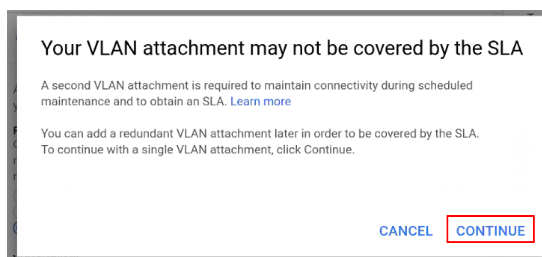 Your VLAN attachment may not be covered by the SLA
A second VLAN attachment is required to maintain connectivity during scheduled
maintenance and to obtain an SLA. Learn more
You can add a redundant VLAN attachment later in order to be covered by the SLA.
To continue with a single VLAN attachment, click Continue.
CANCEL CONTINUE